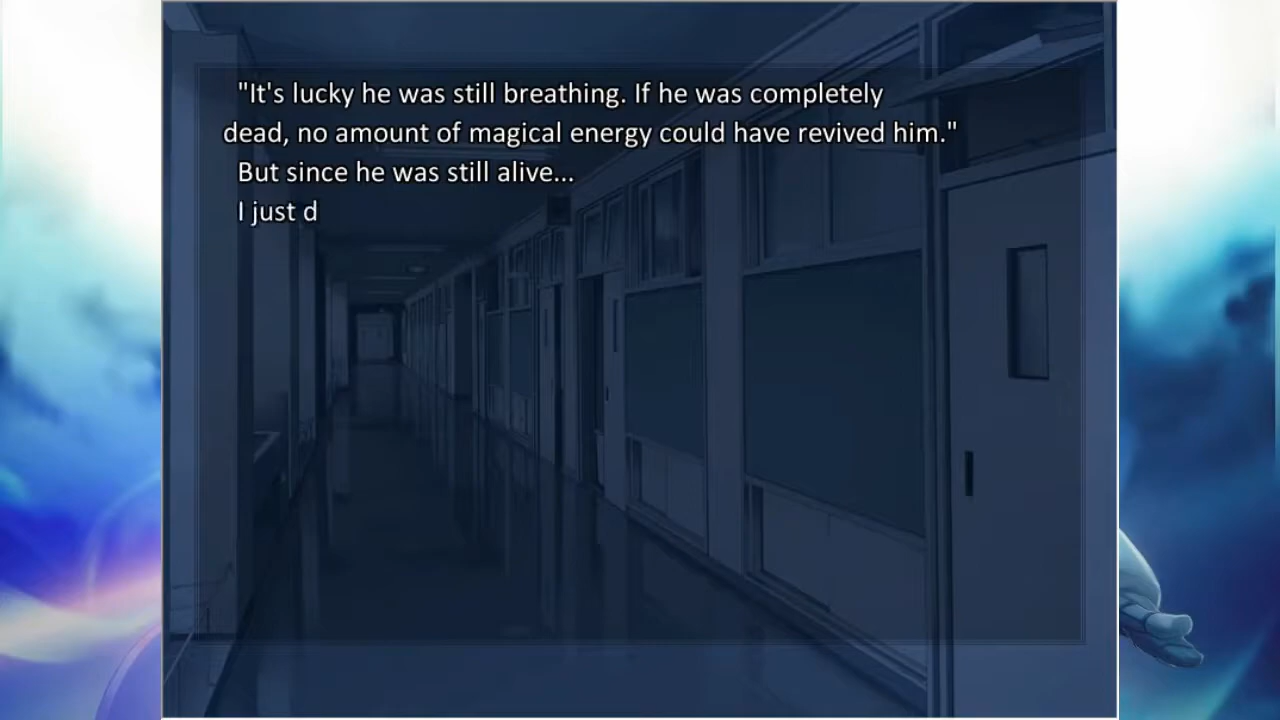 "It's lucky he was still breathing. If he was completely
dead, no amount of magical energy could have revived him."
But since he was still alive...
I just d